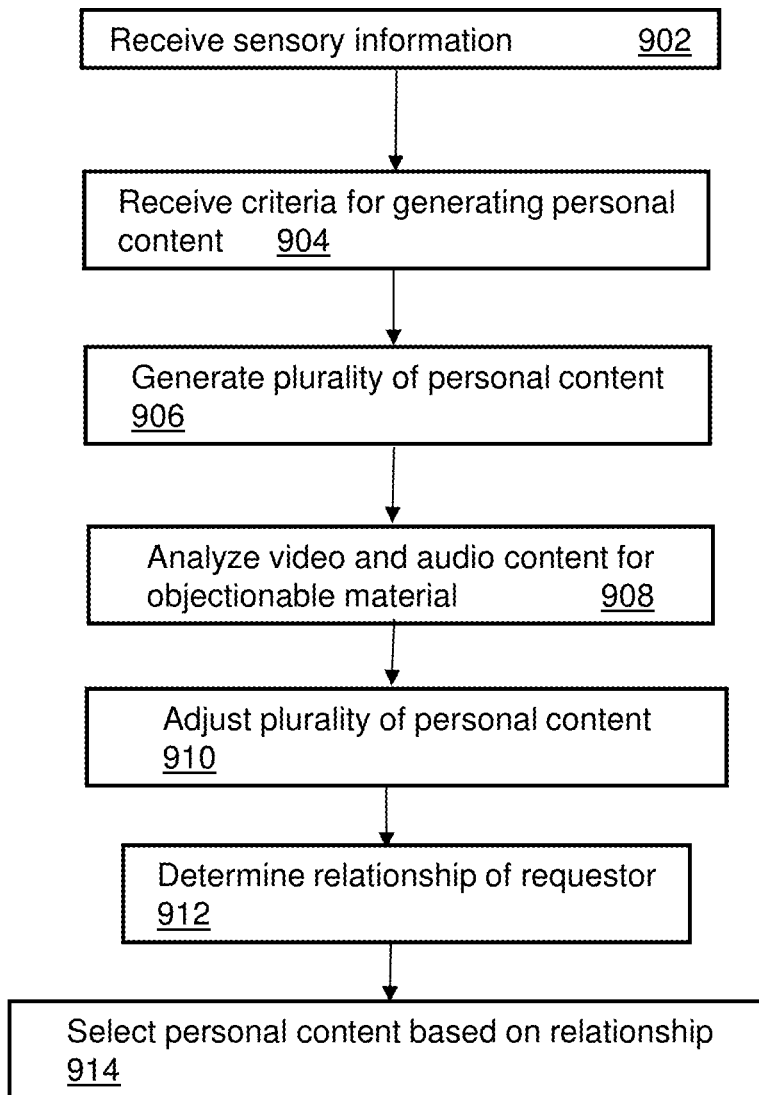 Receive sensory information 902
Receive criteria for generating personal
content 904
Generate plurality of personal content
906
Analyze video and audio content for
objectionable material 908
Adjust plurality of personal content
910
Determine relationship of requestor
912
Select personal content based on relationship
914